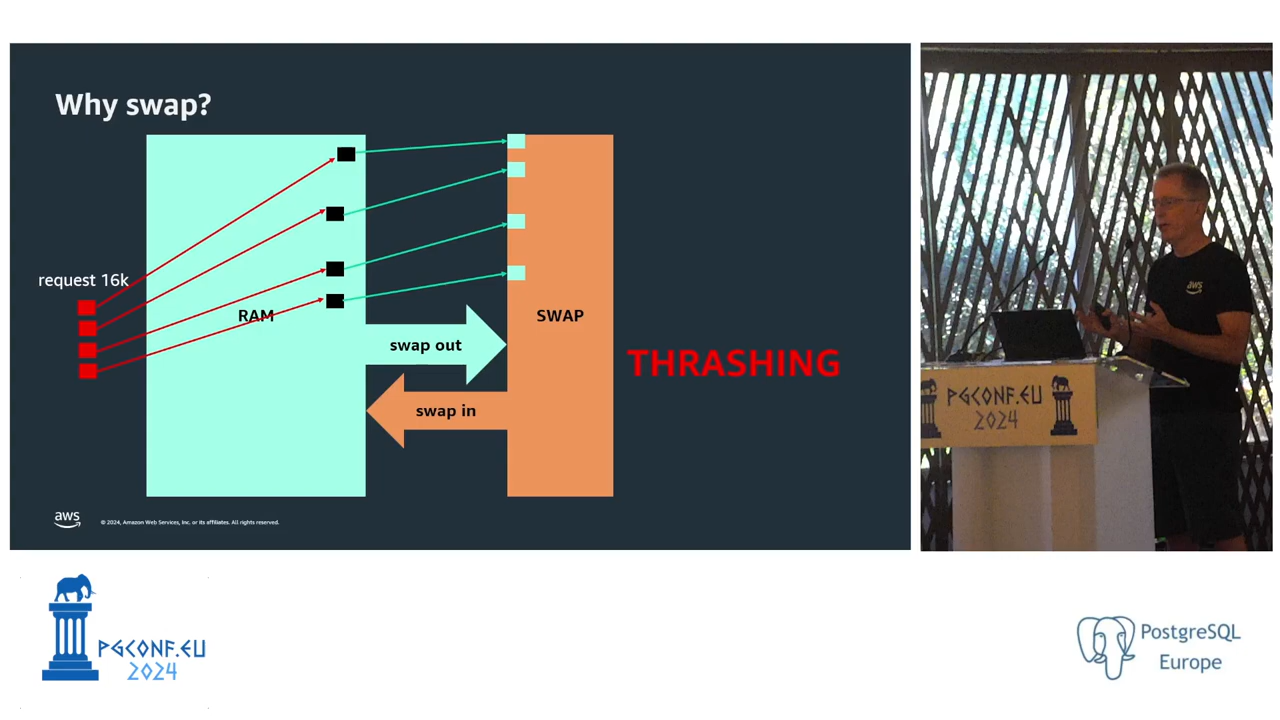 Why swap?
request 16k
RAM
SWAP
swap out
swap in
THRASHING
aws
© 2024, Amazon Web Services, Inc. or its affiliates. All rights reserved.
aws
PGCONF.EU
2024
PGCONF.EU
2024
PostgreSQL
Europe